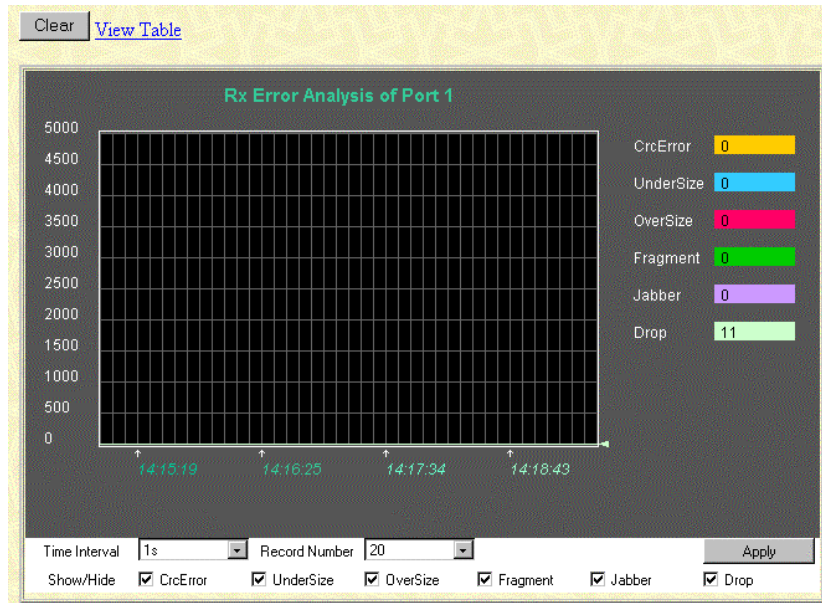 Clear View Table
Rx Error Analysis of Port 1
5000
4500
4000
3500
3000
2500
2000
1500
1000
500
0
14:15:19 14:16:25 14:17:34 14:18:43
CrcError 0
UnderSize 0
OverSize 0
Fragment 0
Jabber 0
Drop 11
Time Interval 1s Record Number 20 Apply
Show/Hide CrcError UnderSize OverSize Fragment Jabber Drop